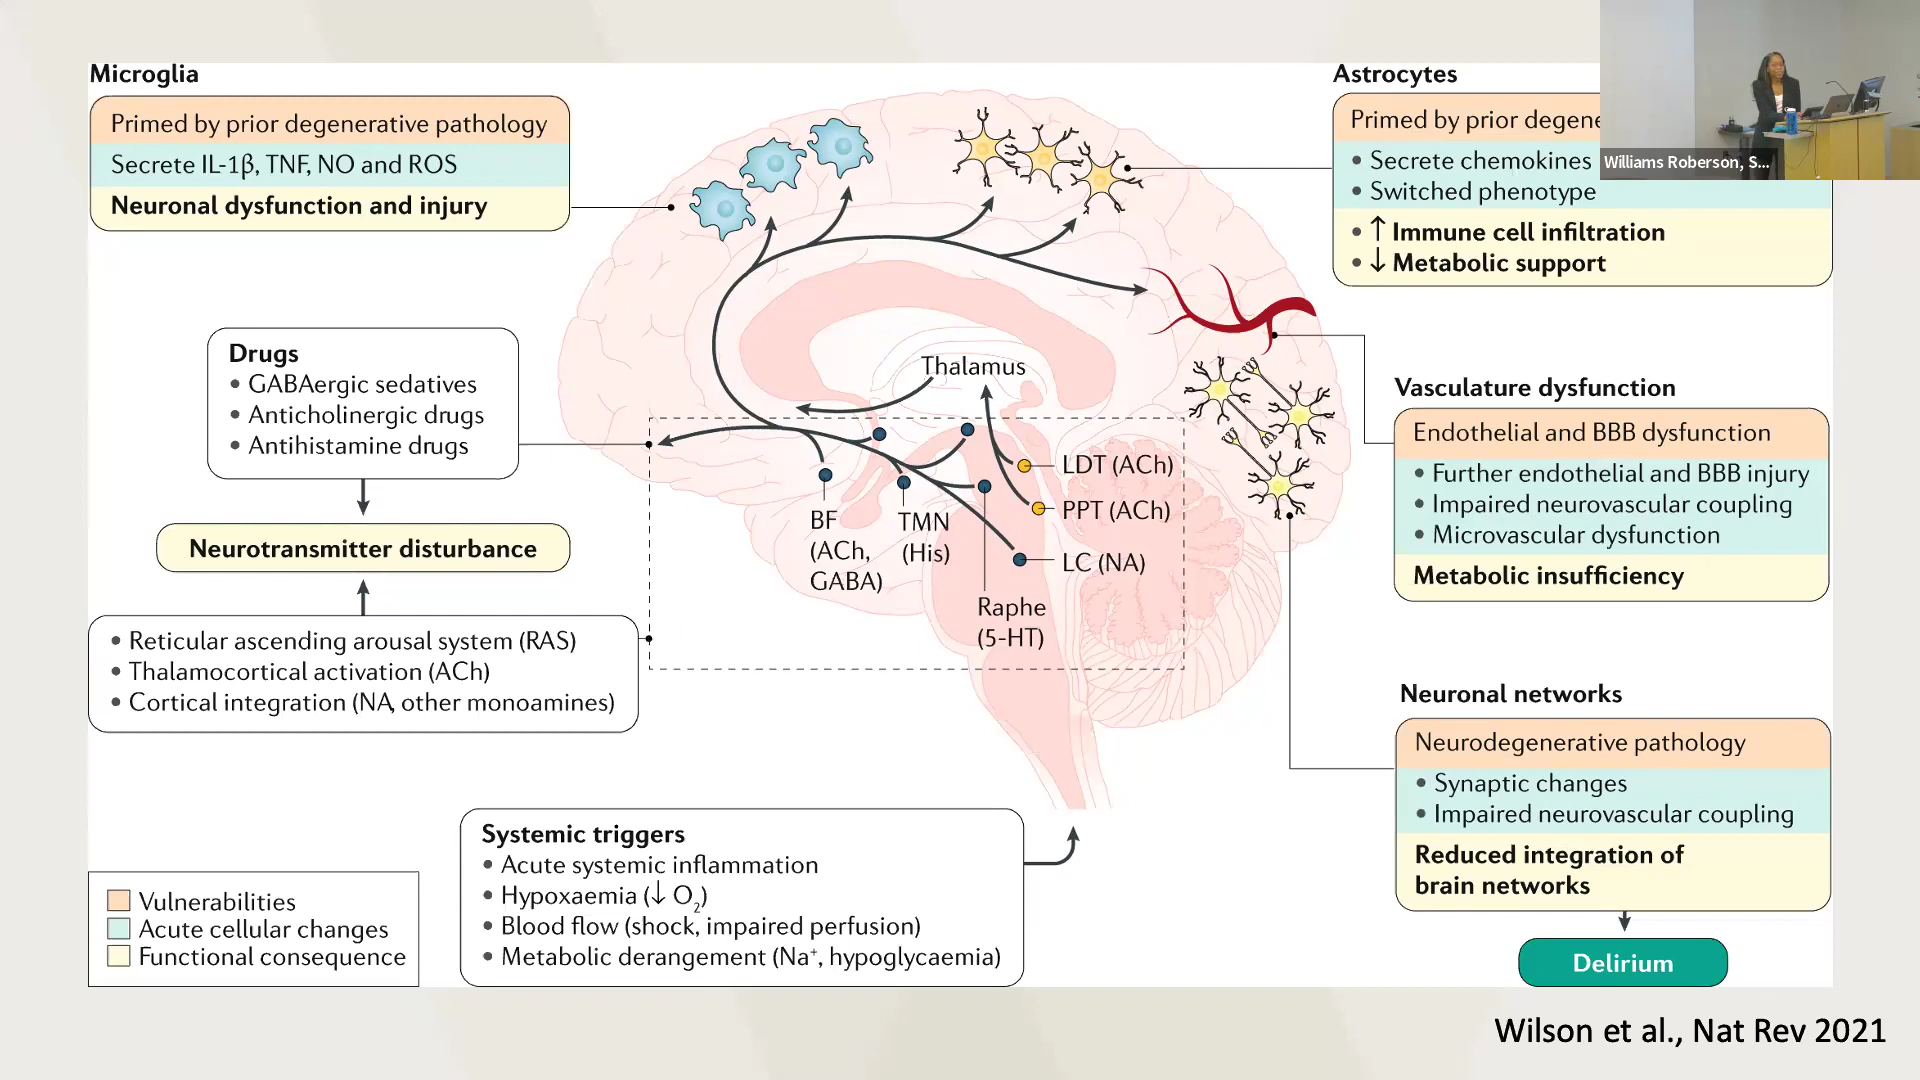 Microglia
Primed by prior degenerative pathology
Secrete IL-1β, TNF, NO and ROS
Neuronal dysfunction and injury
Astrocytes
Primed by prior
• Secrete chemokines
• Switched phenotype
• ↑ Immune cell infiltration
• ↓ Metabolic support
Williams Roberson, S...
Drugs
• GABAergic sedatives
• Anticholinergic drugs
• Antihistamine drugs
Neurotransmitter disturbance
• Reticular ascending arousal system (RAS)
• Thalamocortical activation (ACh)
• Cortical integration (NA, other monoamines)
Thalamus
LDT (ACh)
PPT (ACh)
LC (NA)
BF
(ACh,
GABA)
TMN
(His)
Raphe
(5-HT)
Vasculature dysfunction
Endothelial and BBB dysfunction
• Further endothelial and BBB injury
• Impaired neurovascular coupling
• Microvascular dysfunction
Metabolic insufficiency
Neuronal networks
Neurodegenerative pathology
• Synaptic changes
• Impaired neurovascular coupling
Reduced integration of
brain networks
Delirium
Systemic triggers
• Acute systemic inflammation
• Hypoxaemia (↓ O₂)
• Blood flow (shock, impaired perfusion)
• Metabolic derangement (Na⁺, hypoglycaemia)
Vulnerabilities
Acute cellular changes
Functional consequence
Wilson et al., Nat Rev 2021